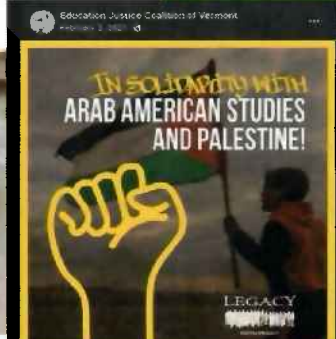 Education Justice Coalition of Vermont
February 3, 2021
IN SOLIDARITY WITH
ARAB AMERICAN STUDIES
AND PALESTINE!
LEGACY